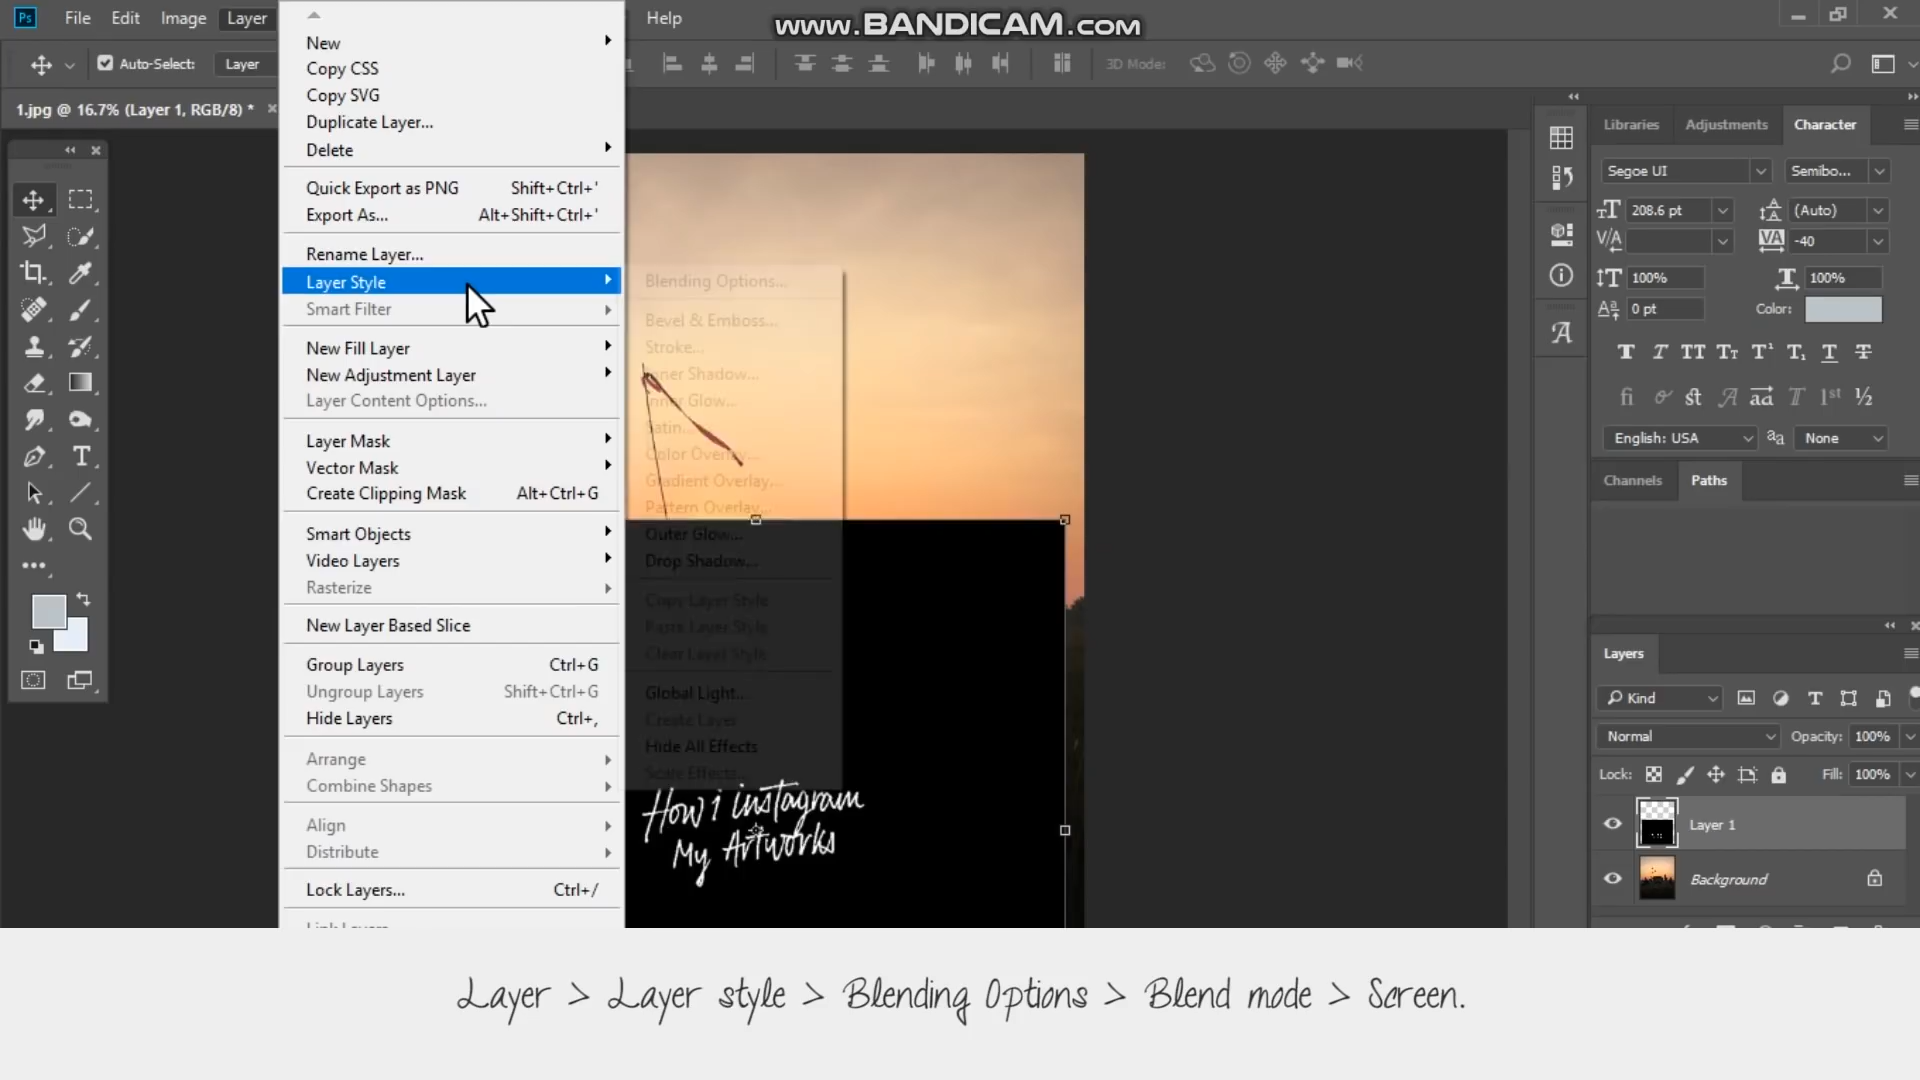 Ps File Edit Image Layer Help
www.BANDICAM.com
Auto-Select: Layer 3D Mode:
1.jpg @ 16.7% (Layer 1, RGB/8) *
New
Copy CSS
Copy SVG
Duplicate Layer...
Delete
Quick Export as PNG Shift+Ctrl+'
Export As... Alt+Shift+Ctrl+'
Rename Layer...
Layer Style
Smart Filter
New Fill Layer
New Adjustment Layer
Layer Content Options...
Layer Mask
Vector Mask
Create Clipping Mask Alt+Ctrl+G
Smart Objects
Video Layers
Rasterize
New Layer Based Slice
Group Layers Ctrl+G
Ungroup Layers Shift+Ctrl+G
Hide Layers Ctrl+,
Arrange
Combine Shapes
Align
Distribute
Lock Layers... Ctrl+/
Link Layers
Blending Options...
Bevel & Emboss...
Stroke...
Inner Shadow...
Inner Glow...
Satin...
Color Overlay...
Gradient Overlay...
Pattern Overlay...
Outer Glow...
Drop Shadow...
Copy Layer Style
Paste Layer Style
Clear Layer Style
Global Light...
Create Layer
Hide All Effects
Scale Effects...
How i instagram
My Artworks
Libraries Adjustments Character
Segoe UI Semibo...
208.6 pt (Auto)
-40
100% 100%
0 pt Color:
English: USA None
Channels Paths
Layers
Kind
Normal Opacity: 100%
Lock: Fill: 100%
Layer 1
Background
Layer > Layer style > Blending Options > Blend mode > Screen.